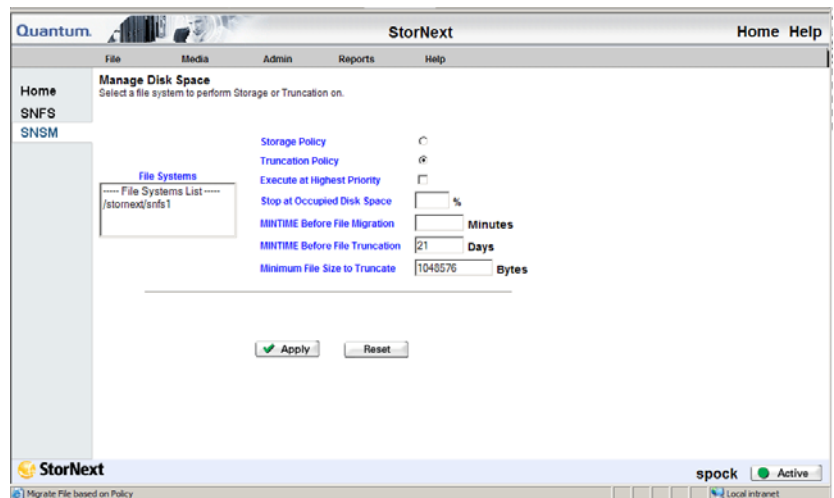 Quantum. StorNext Home Help
File Media Admin Reports Help
Home
SNFS
SNSM
Manage Disk Space
Select a file system to perform Storage or Truncation on.
File Systems
----- File Systems List -----
/stornext/snfs1
Storage Policy
Truncation Policy
Execute at Highest Priority
Stop at Occupied Disk Space %
MINTIME Before File Migration Minutes
MINTIME Before File Truncation 21 Days
Minimum File Size to Truncate 1048576 Bytes
Apply Reset
StorNext spock Active
Migrate File based on Policy Local intranet